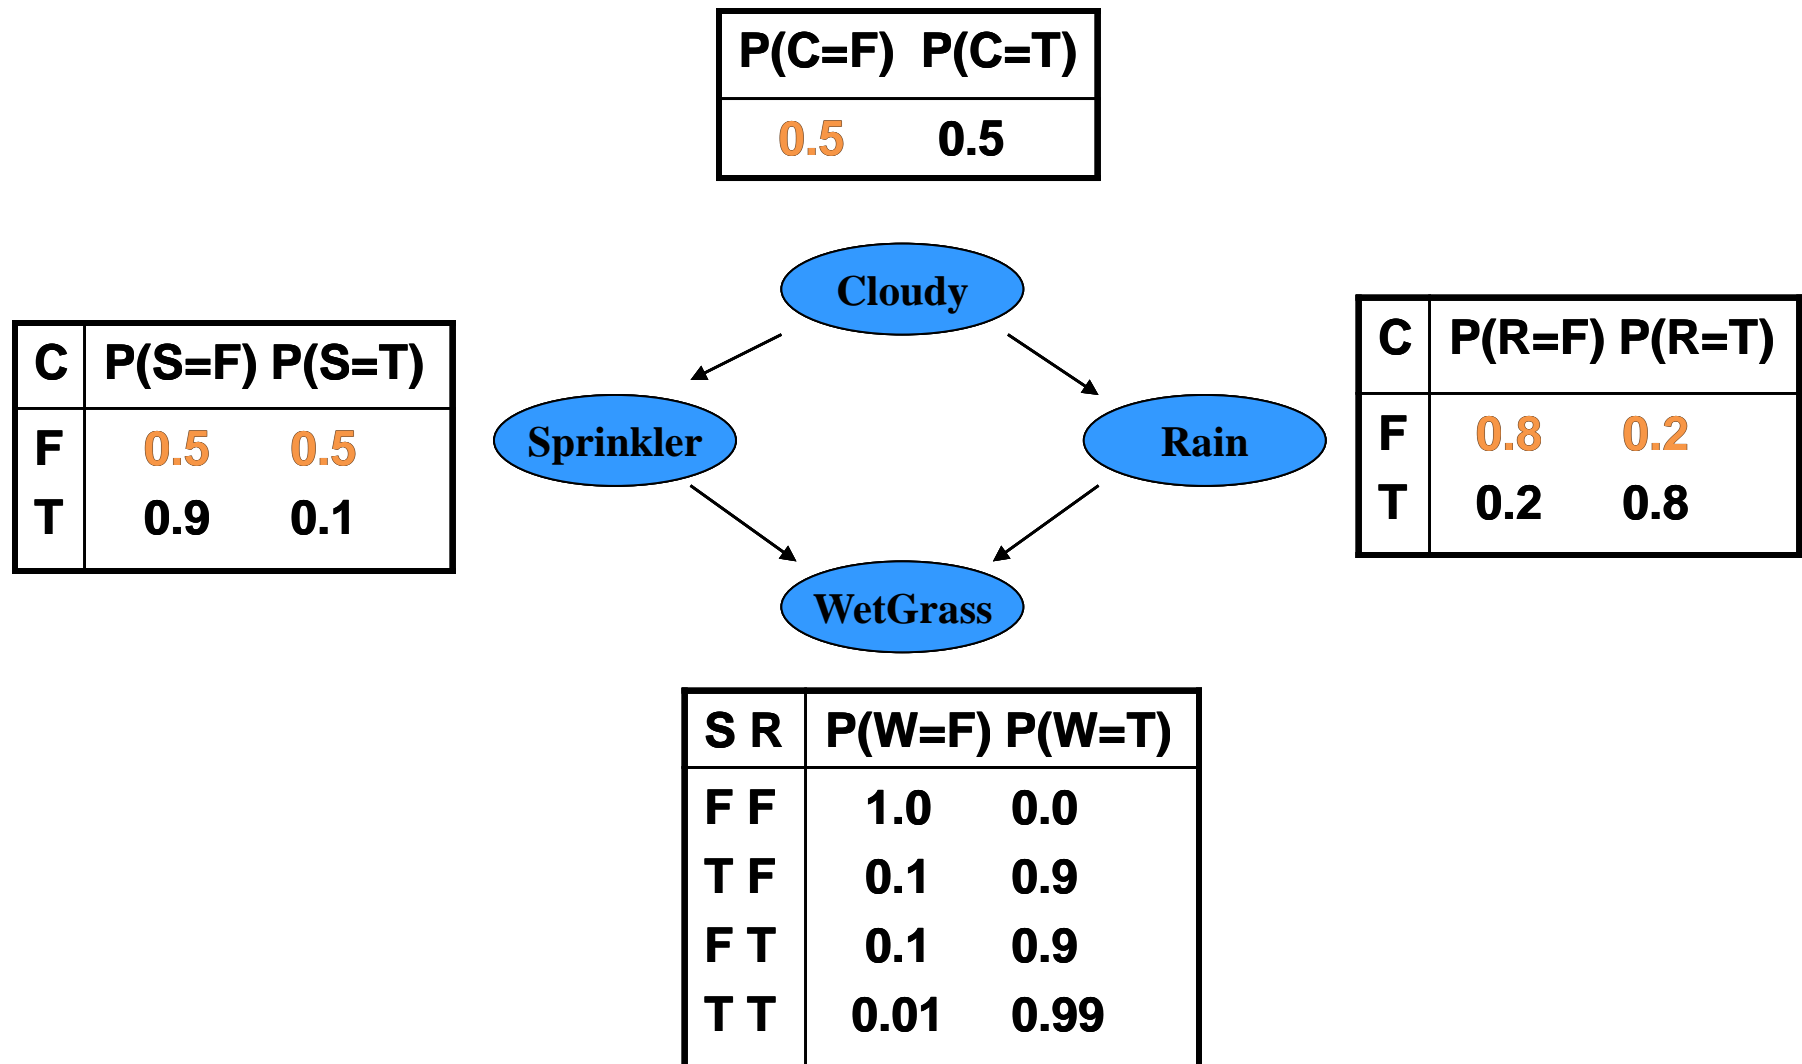 P(C=F) P(C=T)
0.5 0.5
Cloudy
C P(S=F) P(S=T)
F 0.5 0.5
T 0.9 0.1
C P(R=F) P(R=T)
F 0.8 0.2
T 0.2 0.8
Sprinkler
Rain
WetGrass
S R P(W=F) P(W=T)
F F 1.0 0.0
T F 0.1 0.9
F T 0.1 0.9
T T 0.01 0.99